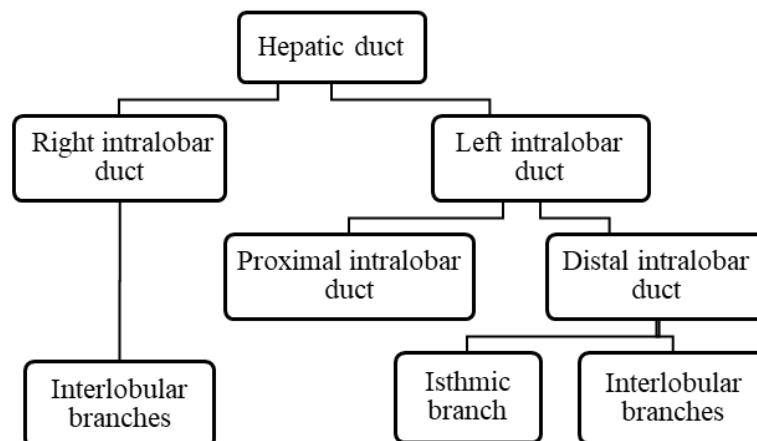 Hepatic duct
Right intralobar
duct
Left intralobar
duct
Proximal intralobar
duct
Distal intralobar
duct
Interlobular
branches
Isthmic
branch
Interlobular
branches